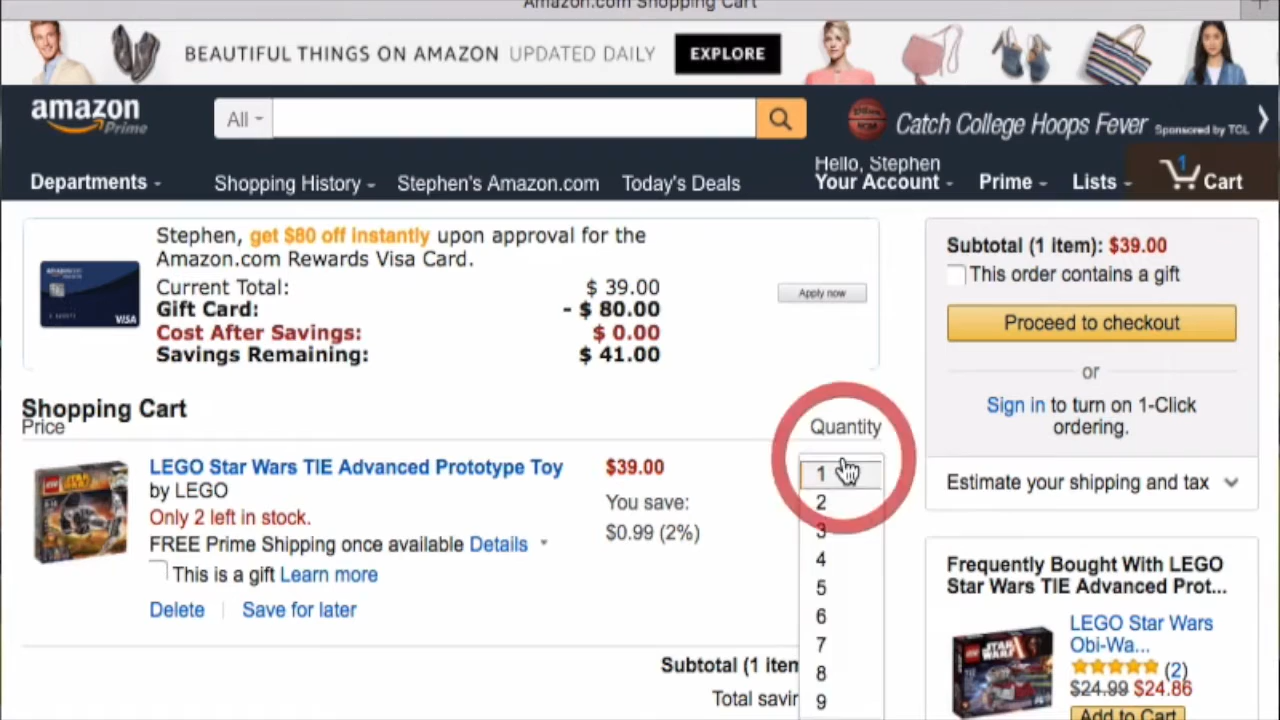 Amazon.com Shopping Cart
BEAUTIFUL THINGS ON AMAZON UPDATED DAILY EXPLORE
amazon
Prime
All
Catch College Hoops Fever Sponsored by TCL
Departments
Shopping History
Stephen's Amazon.com
Today's Deals
Hello, Stephen
Your Account
Prime
Lists
1
Cart
Stephen, get $80 off instantly upon approval for the
Amazon.com Rewards Visa Card.
Current Total: $ 39.00
Gift Card: - $ 80.00
Cost After Savings: $ 0.00
Savings Remaining: $ 41.00
VISA
Apply now
Subtotal (1 item): $39.00
This order contains a gift
Proceed to checkout
or
Sign in to turn on 1-Click
ordering.
Estimate your shipping and tax
Shopping Cart
Price
Quantity
LEGO Star Wars TIE Advanced Prototype Toy
by LEGO
Only 2 left in stock.
FREE Prime Shipping once available Details
This is a gift Learn more
Delete
Save for later
$39.00
You save:
$0.99 (2%)
1
2
3
4
5
6
7
8
9
Subtotal (1 item
Total savin
Frequently Bought With LEGO
Star Wars TIE Advanced Prot...
LEGO Star Wars
Obi-Wa...
(2)
$24.99 $24.86
Add to Cart
STAR WARS